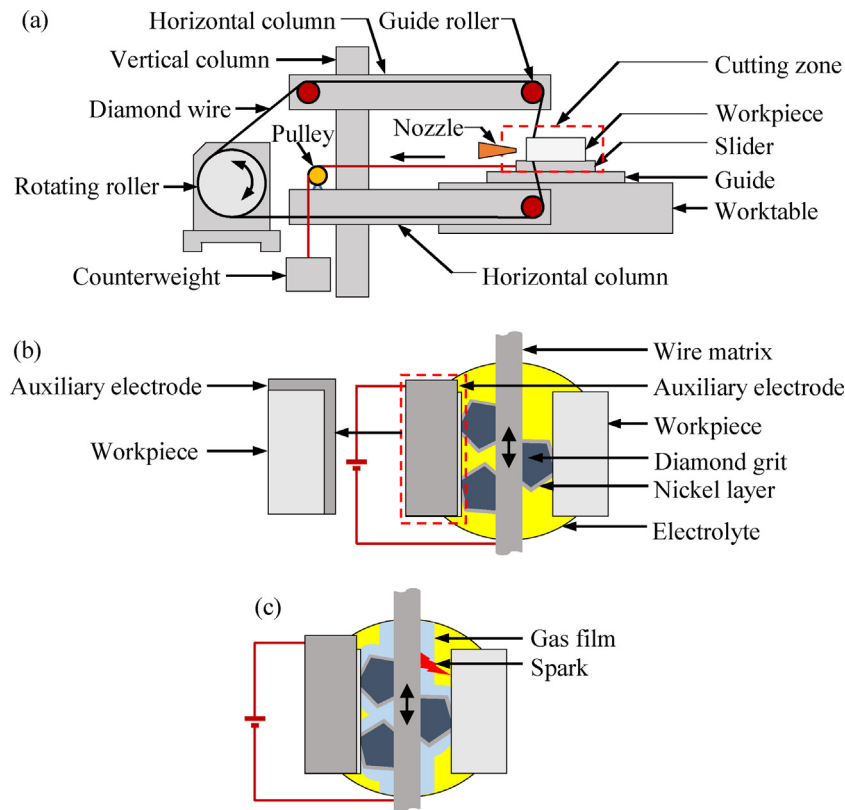 (a)
Horizontal column
Guide roller
Vertical column
Cutting zone
Diamond wire
Workpiece
Nozzle
Pulley
Slider
Rotating roller
Guide
Worktable
Counterweight
Horizontal column
(b)
Wire matrix
Auxiliary electrode
Auxiliary electrode
Workpiece
Workpiece
Diamond grit
Nickel layer
Electrolyte
(c)
Gas film
Spark